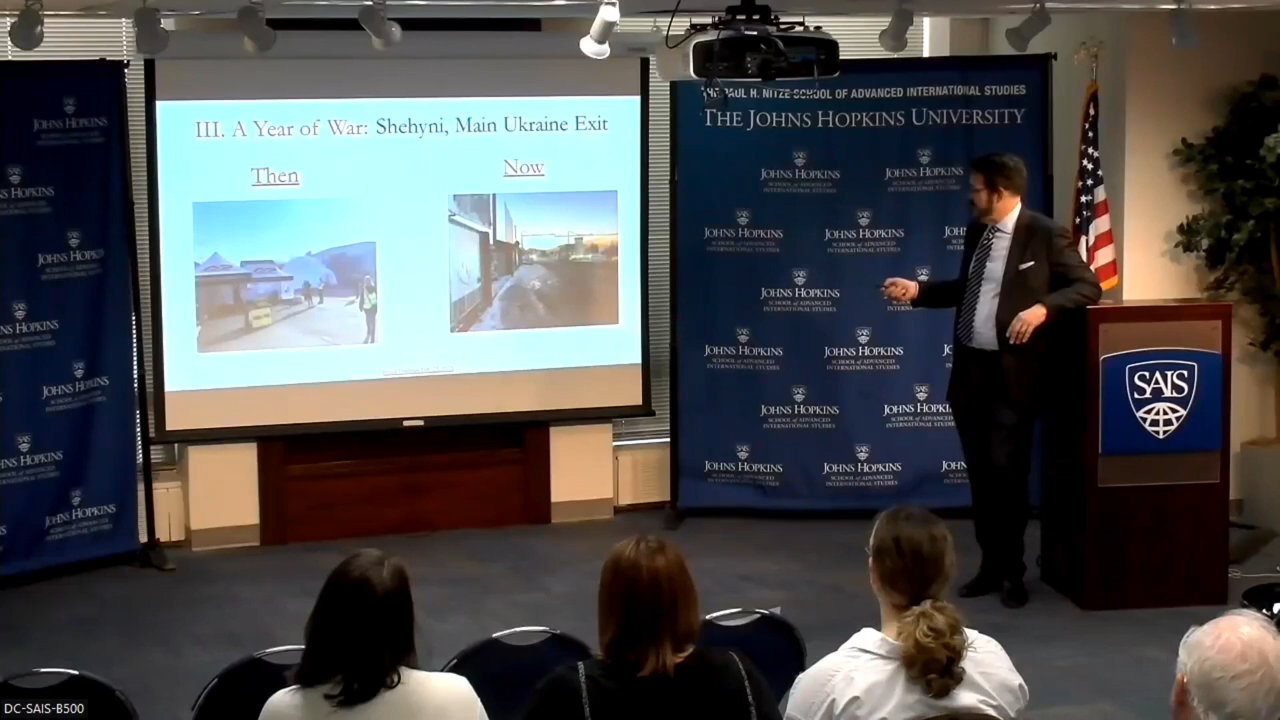 III. A Year of War: Shehyni, Main Ukraine Exit
Then
Now
THE PAUL H. NITZE SCHOOL OF ADVANCED INTERNATIONAL STUDIES
THE JOHNS HOPKINS UNIVERSITY
JOHNS HOPKINS
SCHOOL of ADVANCED
INTERNATIONAL STUDIES
SAIS
DC-SAIS-B500